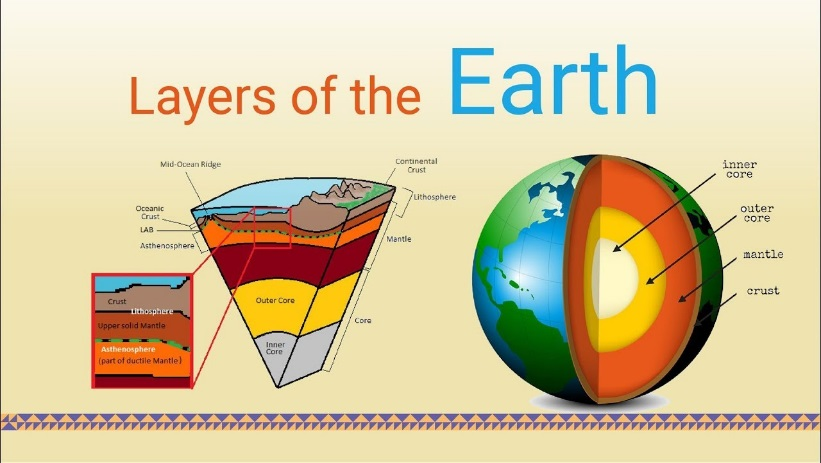 Layers of the Earth
Mid-Ocean Ridge
Continental
Crust
Lithosphere
Oceanic
Crust
LAB
Asthenosphere
Mantle
Outer Core
Core
Inner
Core
Crust
Lithosphere
Upper solid Mantle
Asthenosphere
(part of ductile Mantle)
inner
core
outer
core
mantle
crust